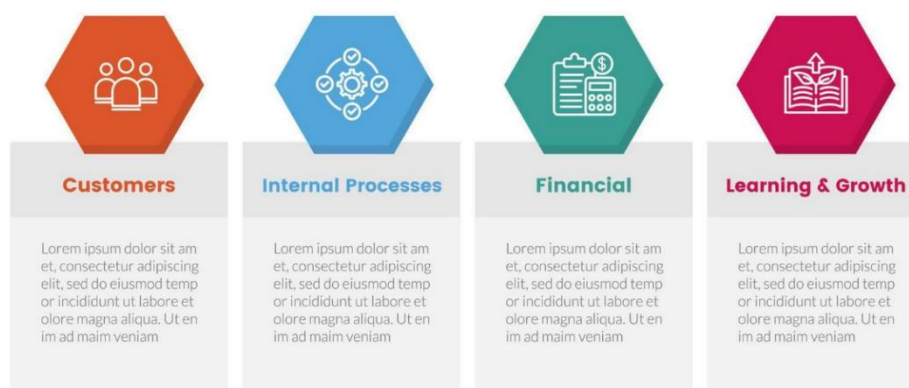 Customers
Lorem ipsum dolor sit am
et, consectetur adipiscing
elit, sed do eiusmod temp
or incididunt ut labore et
olore magna aliqua. Ut en
im ad maim veniam
Internal Processes
Lorem ipsum dolor sit am
et, consectetur adipiscing
elit, sed do eiusmod temp
or incididunt ut labore et
olore magna aliqua. Ut en
im ad maim veniam
Financial
Lorem ipsum dolor sit am
et, consectetur adipiscing
elit, sed do eiusmod temp
or incididunt ut labore et
olore magna aliqua. Ut en
im ad maim veniam
Learning & Growth
Lorem ipsum dolor sit am
et, consectetur adipiscing
elit, sed do eiusmod temp
or incididunt ut labore et
olore magna aliqua. Ut en
im ad maim veniam